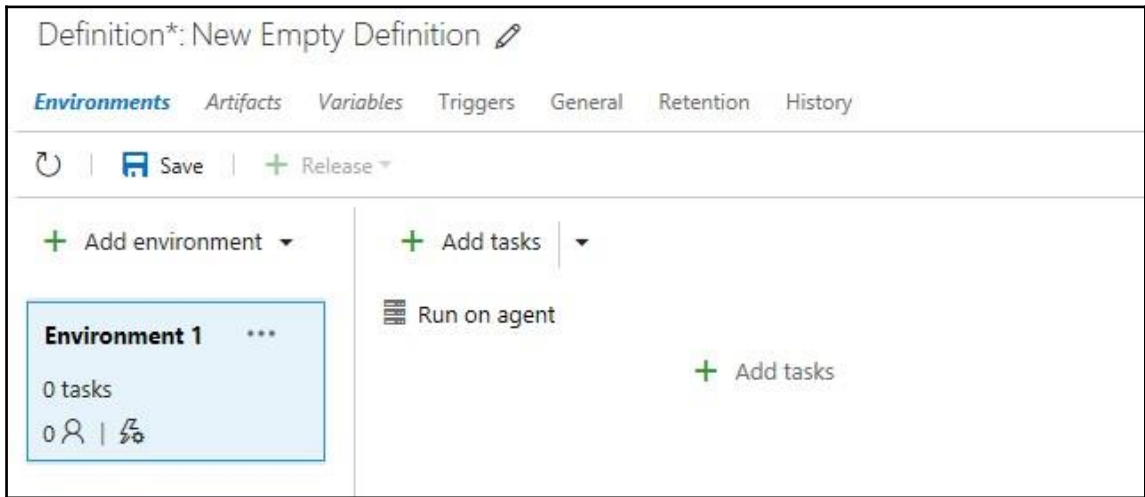 Definition*: New Empty Definition
Environments Artifacts Variables Triggers General Retention History
Save Release
Add environment
Add tasks
Run on agent
Environment 1 ...
0 tasks
0
Add tasks